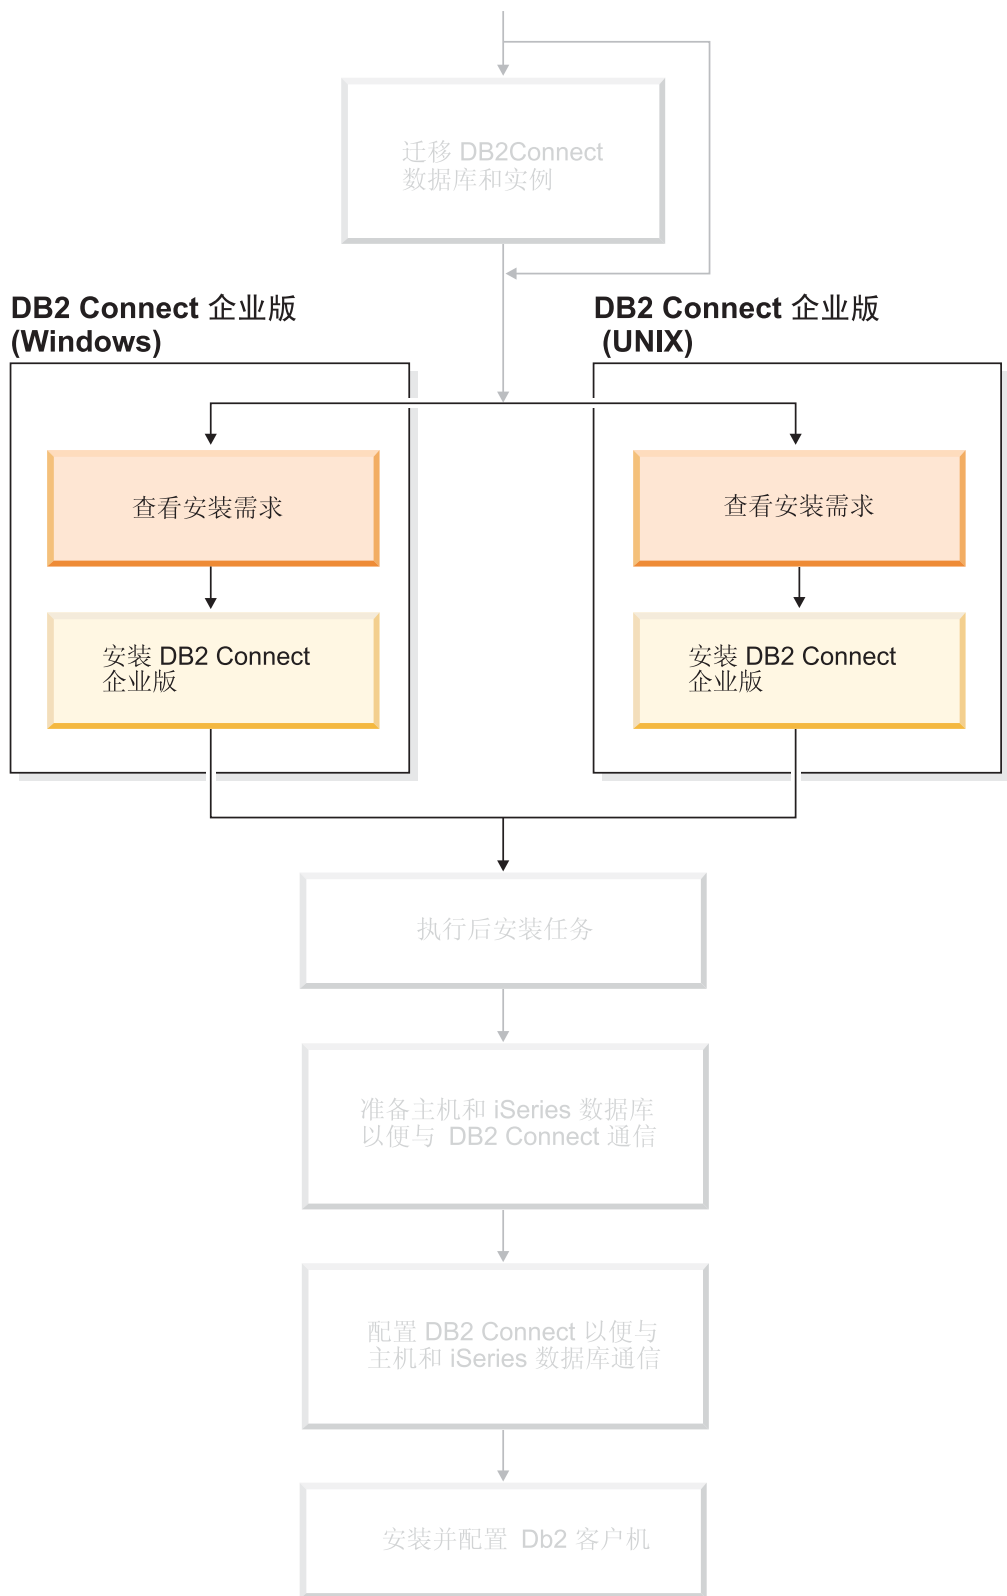 迁移 DB2Connect
数据库和实例
DB2 Connect 企业版
(Windows)
DB2 Connect 企业版
(UNIX)
查看安装需求
查看安装需求
安装 DB2 Connect
企业版
安装 DB2 Connect
企业版
执行后安装任务
准备主机和 iSeries 数据库
以便与 DB2 Connect 通信
配置 DB2 Connect 以便与
主机和 iSeries 数据库通信
安装并配置 Db2 客户机